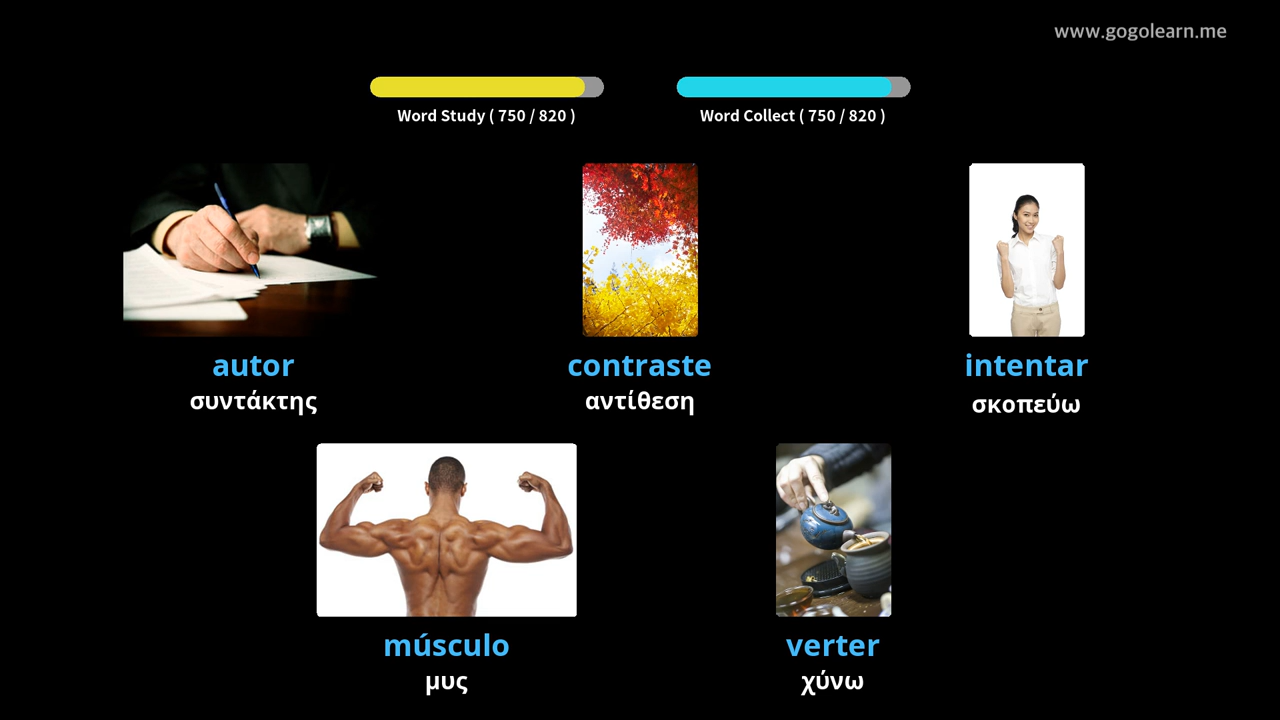 www.gogolearn.me
Word Study ( 750 / 820 )
Word Collect ( 750 / 820 )
autor
συντάκτης
contraste
αντίθεση
intentar
σκοπεύω
músculo
μυς
verter
χύνω